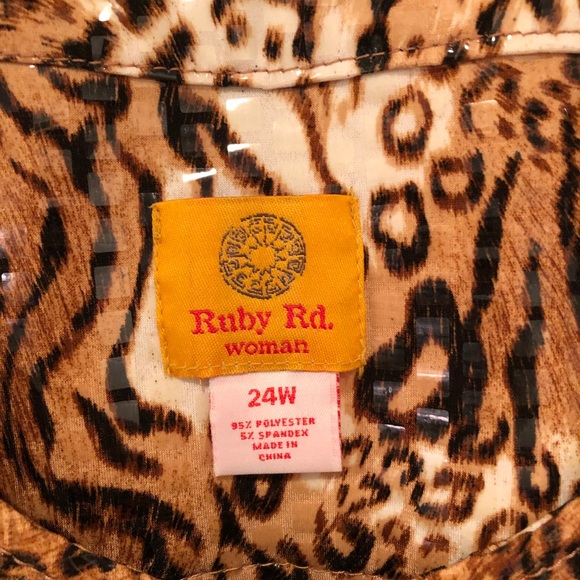 Ruby Rd.
woman
24W
95% POLYESTER
5% SPANDEX
MADE IN
CHINA